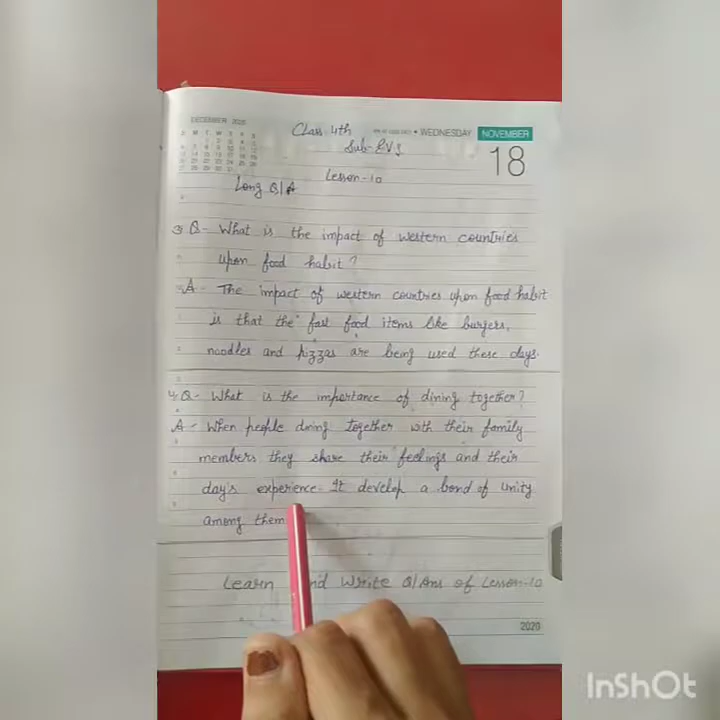 DECEMBER 2020
Class 4th
WEDNESDAY
NOVEMBER
18
Sub- EVS
Lesson-10
Long Q/A
3) Q- What is the impact of western countries
upon food habit?
A- The impact of western countries upon food habit
is that the fast food items like burgers,
noodles and pizzas are being used these days.
4) Q- What is the importance of dining together?
A- When people dining together with their family
members they share their feelings and their
day's experience. It develop a bond of unity
among them
Learn and Write Q/Ans of Lesson-10
2020
InShOt